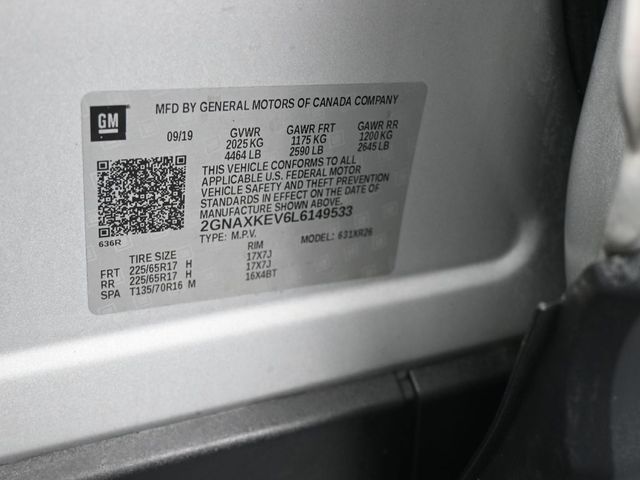 GM
MFD BY GENERAL MOTORS OF CANADA COMPANY
09/19 GVWR GAWR FRT GAWR RR
2025 KG 1175 KG 1200 KG
4464 LB 2590 LB 2645 LB
THIS VEHICLE CONFORMS TO ALL
APPLICABLE U.S. FEDERAL MOTOR
VEHICLE SAFETY AND THEFT PREVENTION
STANDARDS IN EFFECT ON THE DATE OF
MANUFACTURE SHOWN ABOVE.
2GNAXKEV6L6149533
636R
TYPE: M.P.V. MODEL: 631XR26
TIRE SIZE RIM
FRT 225/65R17 H 17X7J
RR 225/65R17 H 17X7J
SPA T135/70R16 M 16X4BT